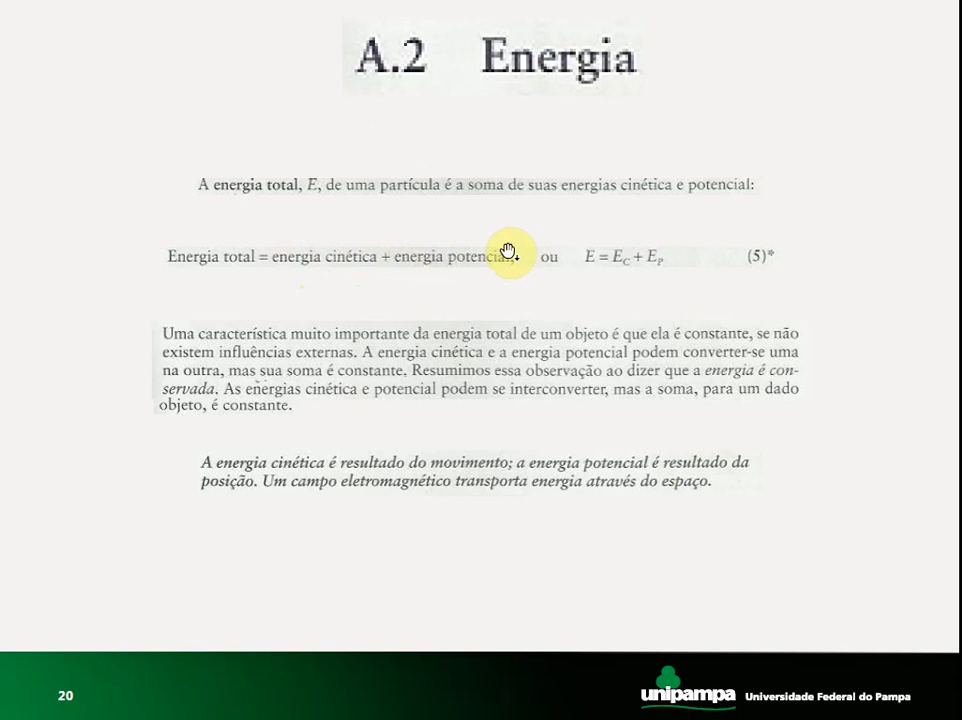 A.2 Energia
A energia total, E, de uma partícula é a soma de suas energias cinética e potencial:
Energia total = energia cinética + energia potencial, ou E = EC + EP (5)*
Uma característica muito importante da energia total de um objeto é que ela é constante, se não
existem influências externas. A energia cinética e a energia potencial podem converter-se uma
na outra, mas sua soma é constante. Resumimos essa observação ao dizer que a energia é con-
servada. As energias cinética e potencial podem se interconverter, mas a soma, para um dado
objeto, é constante.
A energia cinética é resultado do movimento; a energia potencial é resultado da
posição. Um campo eletromagnético transporta energia através do espaço.
20
unipampa Universidade Federal do Pampa